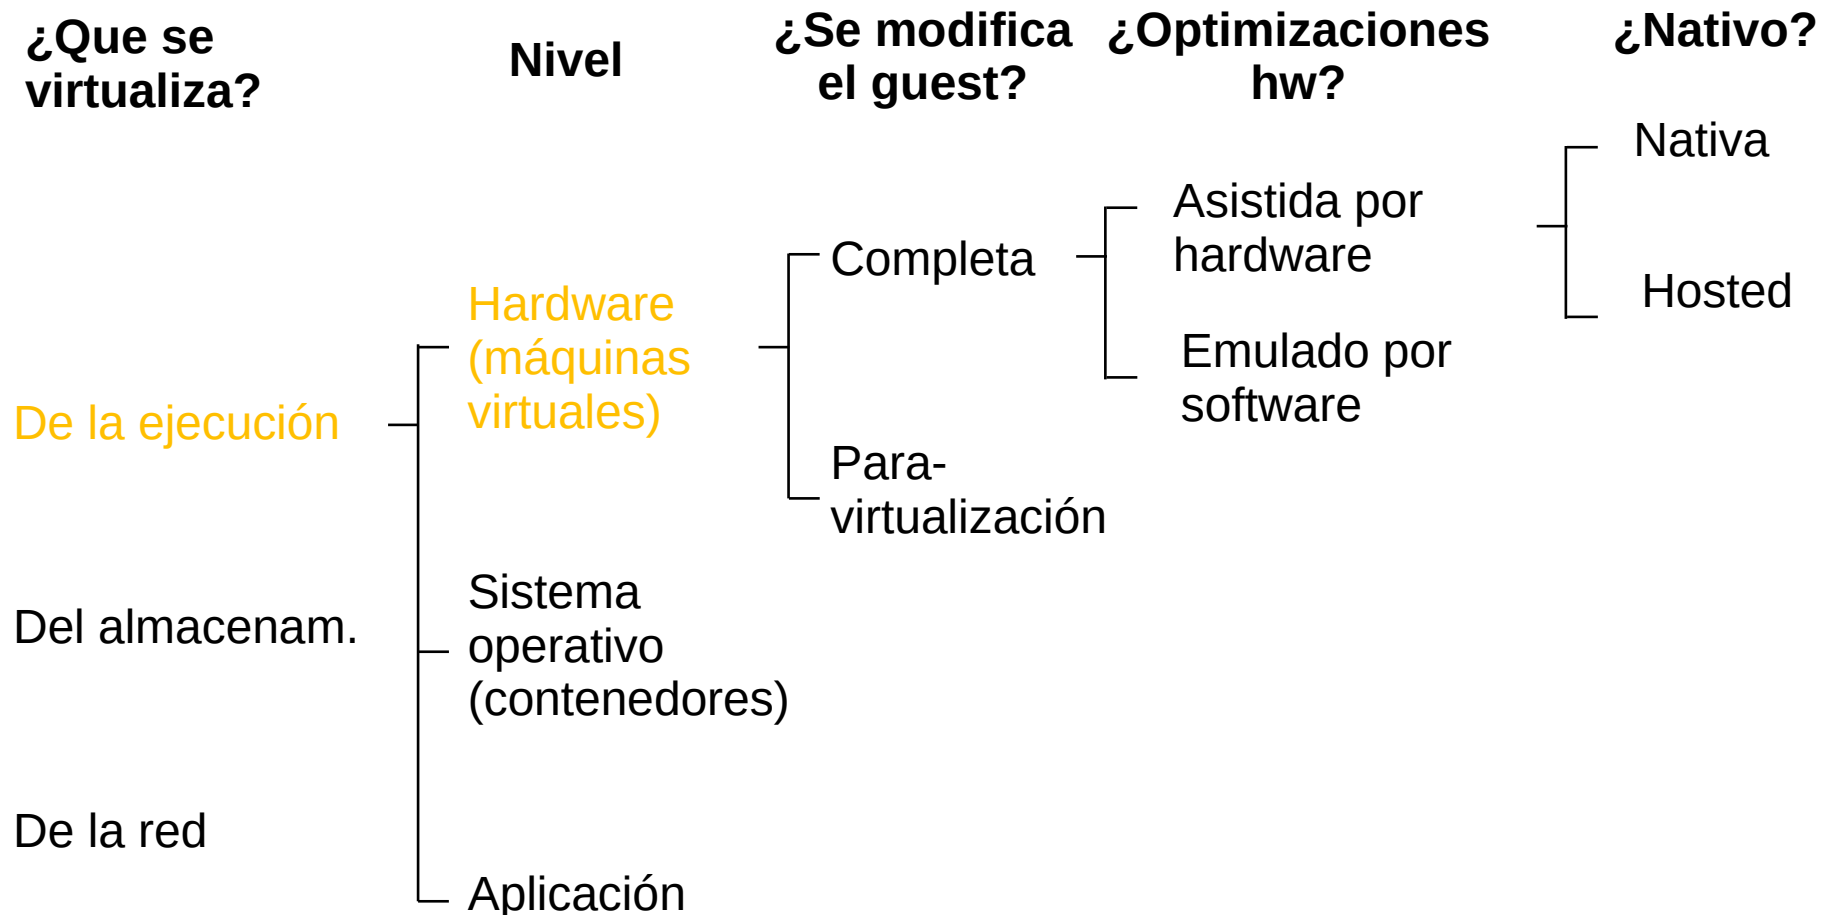 ¿Que se
virtualiza?
Nivel
¿Se modifica
el guest?
¿Optimizaciones
hw?
¿Nativo?
De la ejecución
Del almacenam.
De la red
Hardware
(máquinas
virtuales)
Sistema
operativo
(contenedores)
Aplicación
Completa
Para-
virtualización
Asistida por
hardware
Emulado por
software
Nativa
Hosted